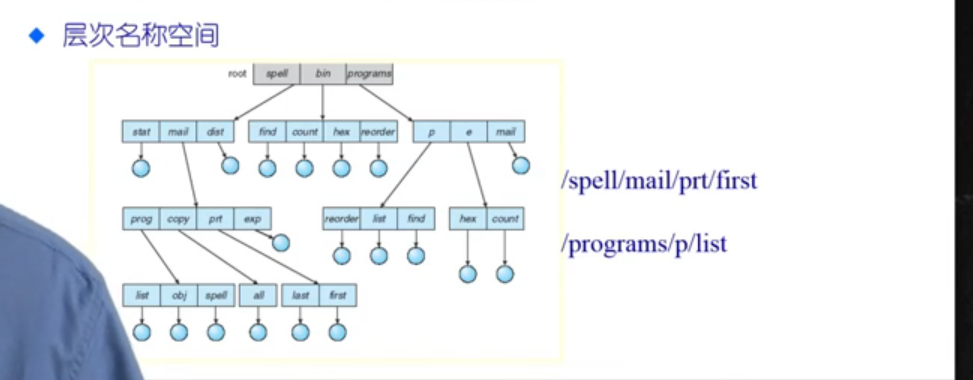 层次名称空间
root spell bin programs
stat mail dist find count hex reorder p e mail
/spell/mail/prt/first
prog copy prt exp reorder list find hex count
/programs/p/list
list obj spell all last first